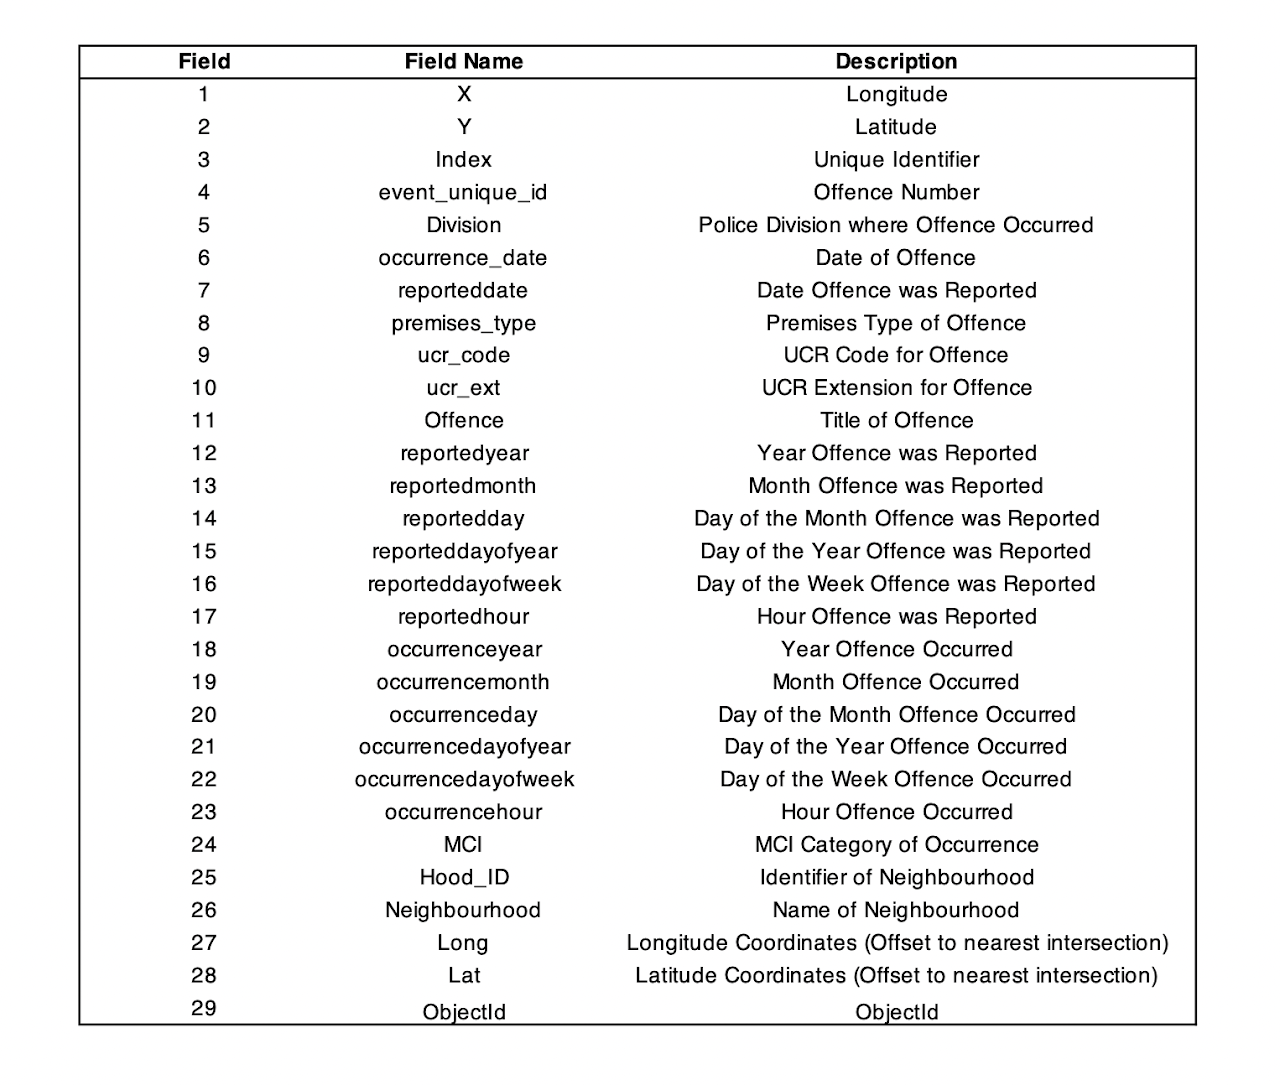 Field Field Name Description
1 X Longitude
2 Y Latitude
3 Index Unique Identifier
4 event_unique_id Offence Number
5 Division Police Division where Offence Occurred
6 occurrence_date Date of Offence
7 reporteddate Date Offence was Reported
8 premises_type Premises Type of Offence
9 ucr_code UCR Code for Offence
10 ucr_ext UCR Extension for Offence
11 Offence Title of Offence
12 reportedyear Year Offence was Reported
13 reportedmonth Month Offence was Reported
14 reportedday Day of the Month Offence was Reported
15 reporteddayofyear Day of the Year Offence was Reported
16 reporteddayofweek Day of the Week Offence was Reported
17 reportedhour Hour Offence was Reported
18 occurrenceyear Year Offence Occurred
19 occurrencemonth Month Offence Occurred
20 occurrenceday Day of the Month Offence Occurred
21 occurrencedayofyear Day of the Year Offence Occurred
22 occurrencedayofweek Day of the Week Offence Occurred
23 occurrencehour Hour Offence Occurred
24 MCI MCI Category of Occurrence
25 Hood_ID Identifier of Neighbourhood
26 Neighbourhood Name of Neighbourhood
27 Long Longitude Coordinates (Offset to nearest intersection)
28 Lat Latitude Coordinates (Offset to nearest intersection)
29 ObjectId ObjectId